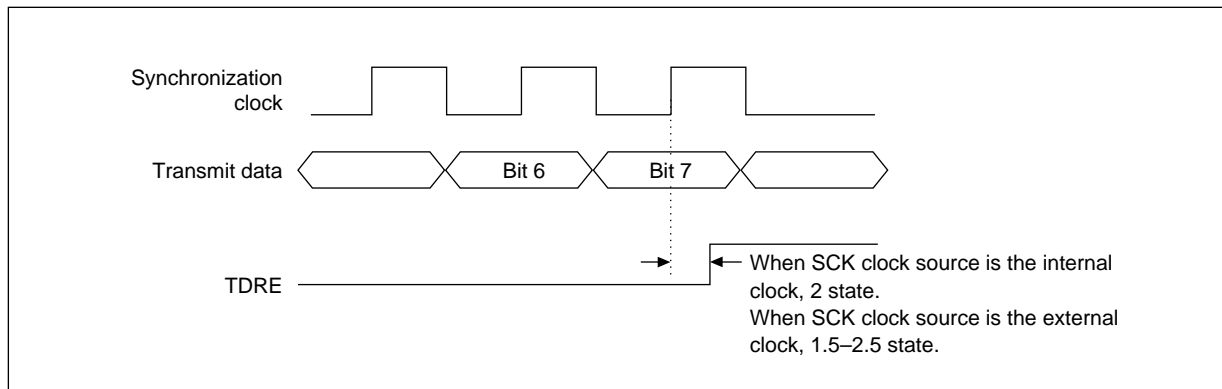 Synchronization
clock
Transmit data
Bit 6
Bit 7
TDRE
When SCK clock source is the internal
clock, 2 state.
When SCK clock source is the external
clock, 1.5–2.5 state.